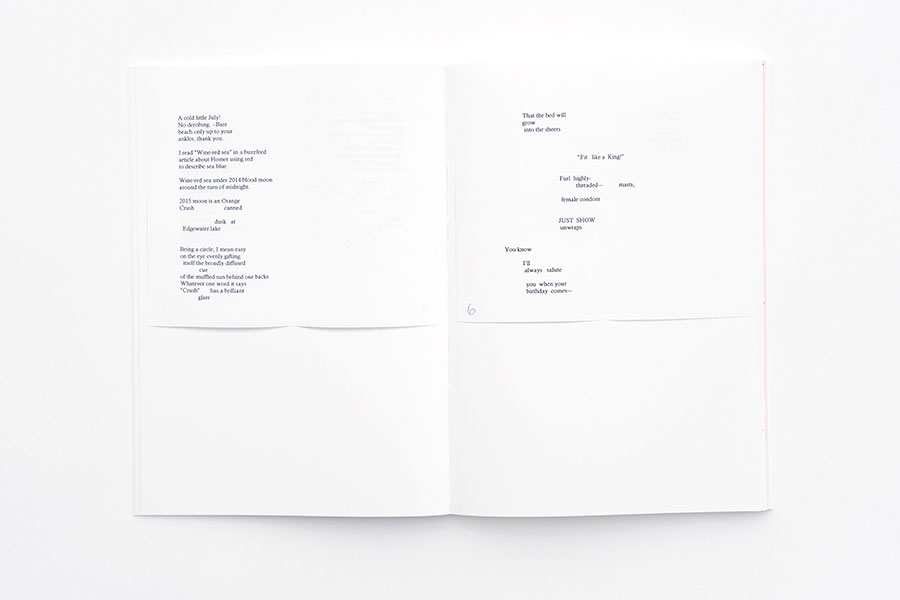 A cold little July!
No derobing. –Bare
beach only up to your
ankles, thank you.
I read "Wine-red sea" in a buzzfeed
article about Homer using red
to describe sea blue.
Wine-red sea under 2014 blood moon
around the turn of midnight.
2015 moon is an Orange
Crush canned
dusk at
Edgewater lake
Being a circle, I mean easy
on the eye evenly gifting
itself the broadly diffused
cur
of the muffled sun behind our backs
Whatever one word it says
"Crush" has a brilliant
glare
That the bed will
grow
into the sheets
"Fit like a King!"
Furl highly-
threaded— masts,
female condom
JUST SHOW
unwraps
You know
I'll
always salute
you when your
birthday comes—
6